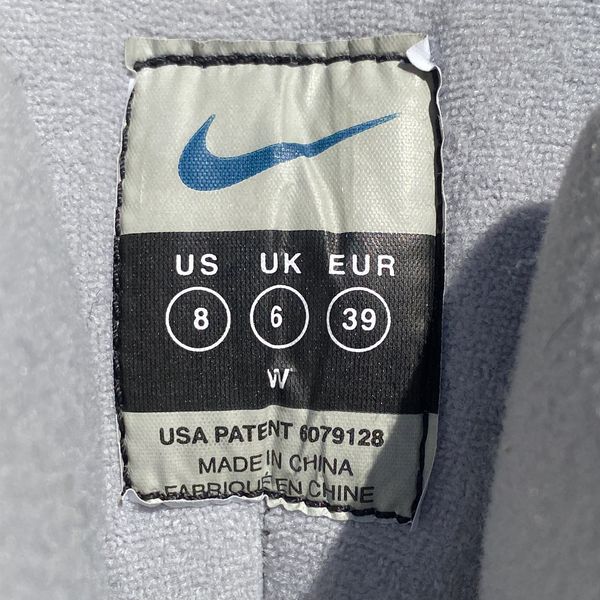 US UK EUR
8 6 39
W
USA PATENT 6079128
MADE IN CHINA
FABRIQUÉ EN CHINE